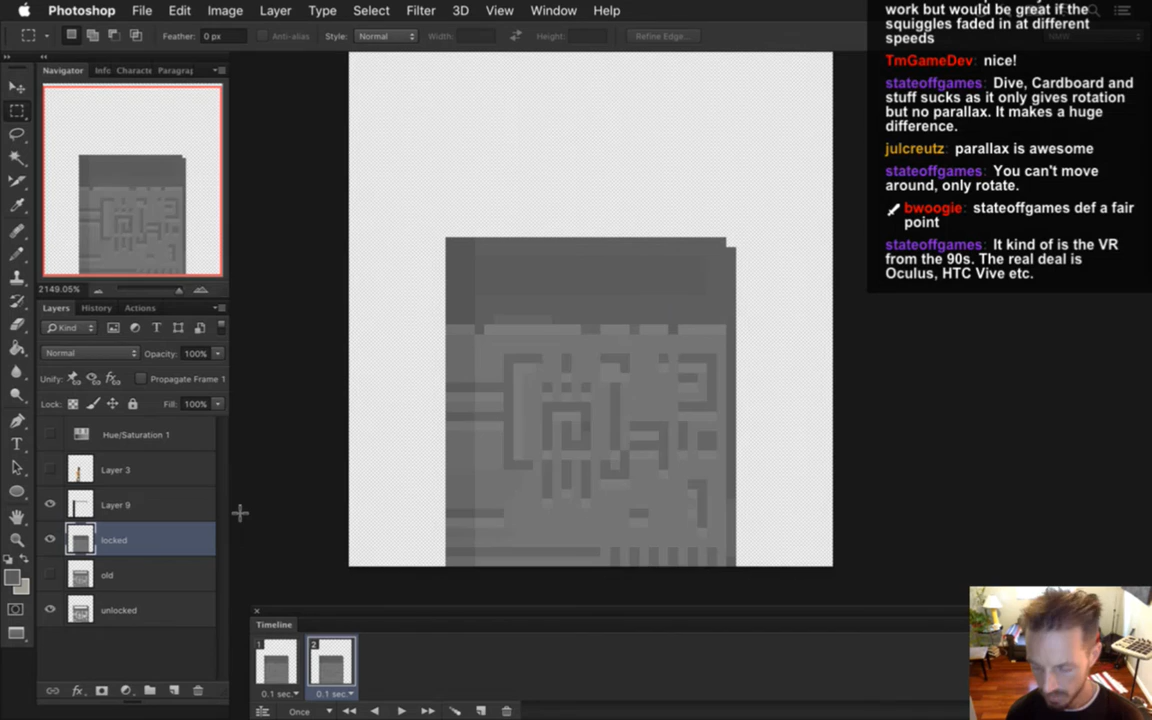 Photoshop File Edit Image Layer Type Select Filter 3D View Window Help
Feather: 0 px Anti-alias Style: Normal Width: Height: Refine Edge...
Navigator Info Characte Paragra
2149.05%
Layers History Actions
Kind
Normal Opacity: 100%
Unify: Propagate Frame 1
Lock: Fill: 100%
Hue/Saturation 1
Layer 3
Layer 9
locked
old
unlocked
Timeline
1 2
0.1 sec. 0.1 sec.
Once
work but would be great if the
squiggles faded in at different
speeds
TmGameDev: nice!
stateoffgames: Dive, Cardboard and
stuff sucks as it only gives rotation
but no parallax. It makes a huge
difference.
julcreutz: parallax is awesome
stateoffgames: You can't move
around, only rotate.
bwoogie: stateoffgames def a fair
point
stateoffgames: It kind of is the VR
from the 90s. The real deal is
Oculus, HTC Vive etc.